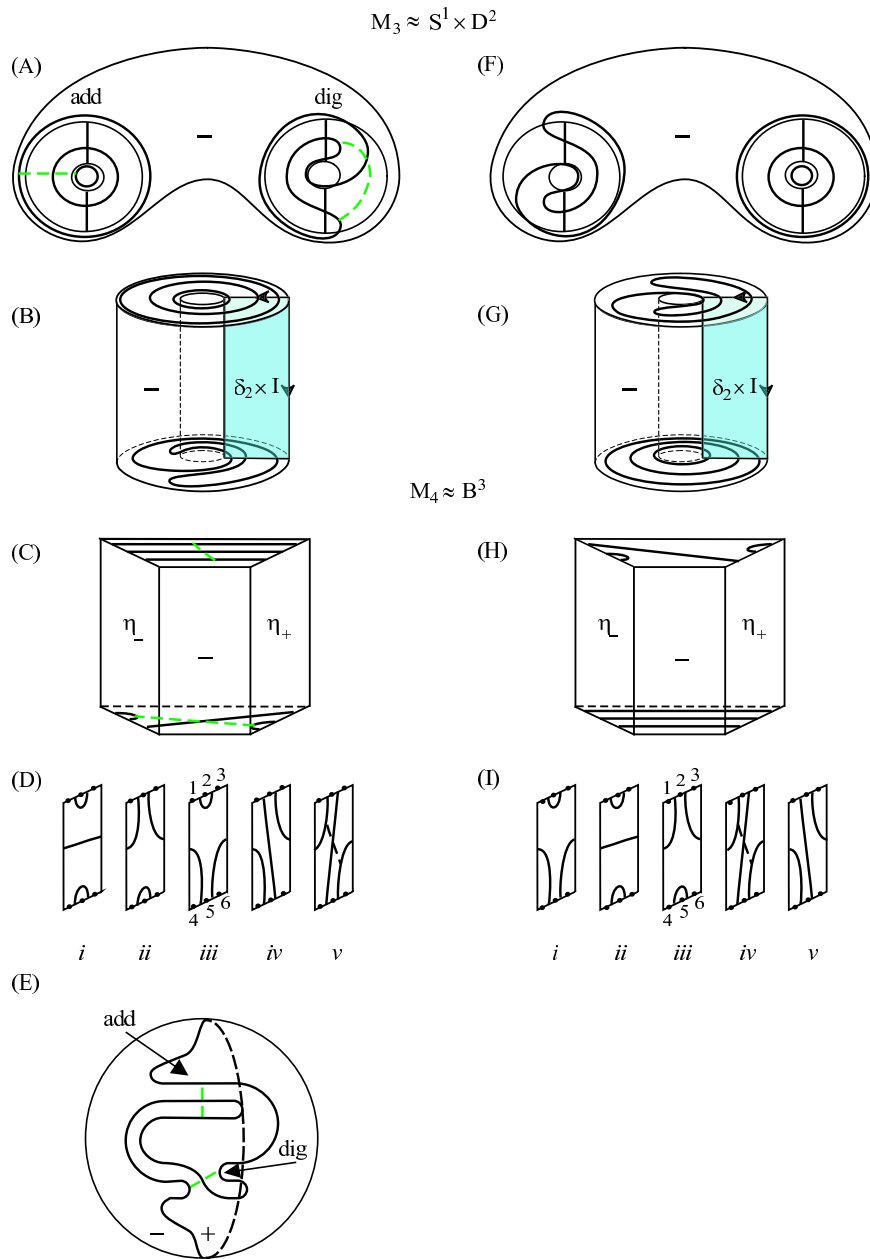 M₃ ≈ S¹ × D²
(A) (F)
add dig
− −
(B) (G)
− δ₂ × I − δ₂ × I
M₄ ≈ B³
(C) (H)
η₋ η₊ η₋ η₊
− −
(D) (I)
1 2 3 1 2 3
4 5 6 4 5 6
i ii iii iv v i ii iii iv v
(E)
add
dig
− +